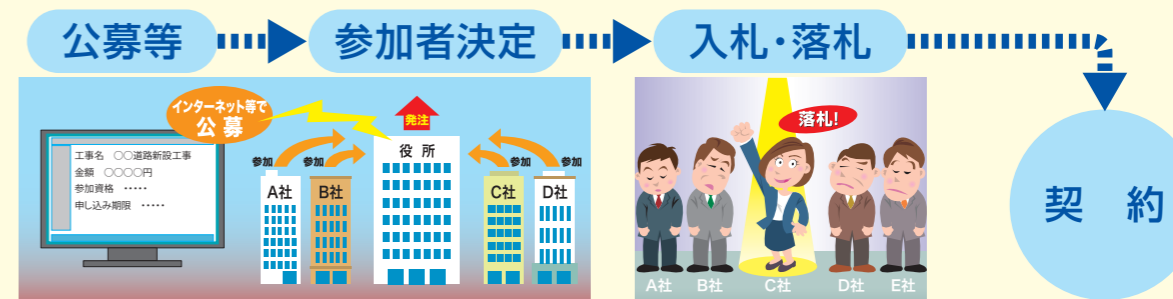 公募等
参加者決定
入札・落札
インターネット等で
公募
工事名　○○道路新設工事
金額　○○○○円
参加資格　・・・・・
申し込み期限　・・・・・
発注
役所
参加
参加
参加
参加
A社
B社
C社
D社
落札!
A社
B社
C社
D社
E社
契　約